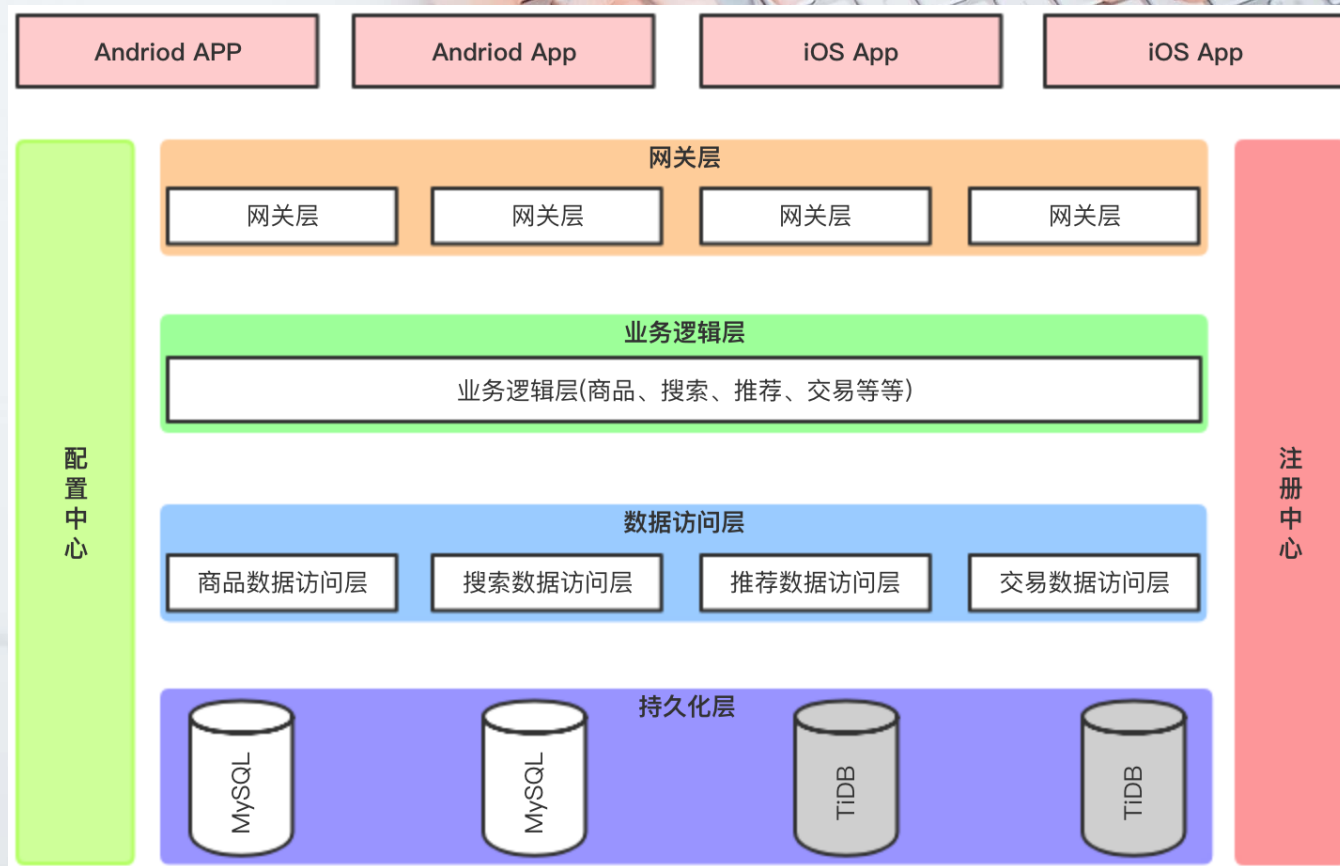 Andriod APP
Andriod App
iOS App
iOS App
网关层
网关层
网关层
网关层
网关层
业务逻辑层
业务逻辑层(商品、搜索、推荐、交易等等)
配置中心
注册中心
数据访问层
商品数据访问层
搜索数据访问层
推荐数据访问层
交易数据访问层
持久化层
MySQL
MySQL
TiDB
TiDB